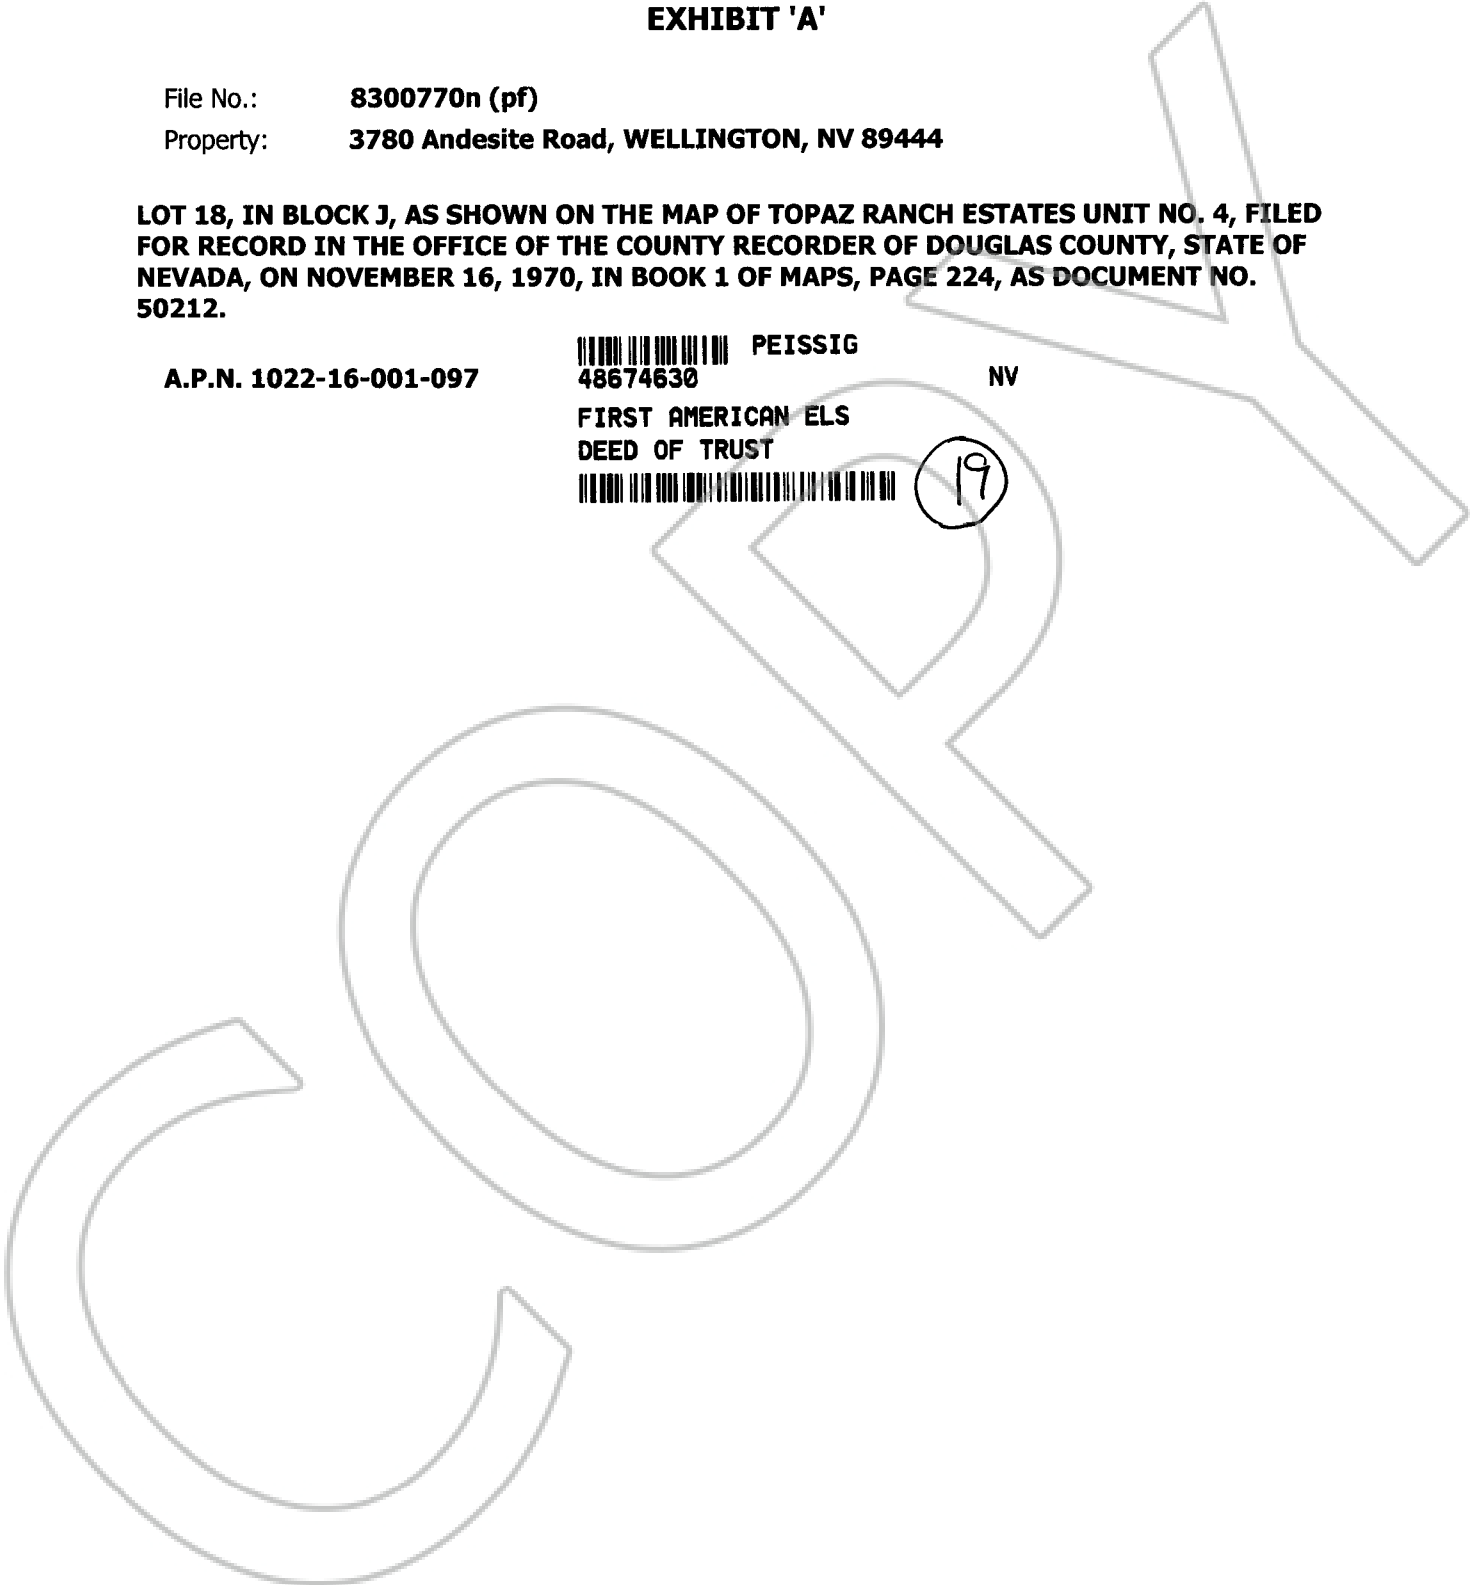 EXHIBIT 'A'
File No.: 8300770n (pf)
Property: 3780 Andesite Road, WELLINGTON, NV 89444
LOT 18, IN BLOCK J, AS SHOWN ON THE MAP OF TOPAZ RANCH ESTATES UNIT NO. 4, FILED
FOR RECORD IN THE OFFICE OF THE COUNTY RECORDER OF DOUGLAS COUNTY, STATE OF
NEVADA, ON NOVEMBER 16, 1970, IN BOOK 1 OF MAPS, PAGE 224, AS DOCUMENT NO.
50212.
PEISSIG
A.P.N. 1022-16-001-097 48674630 NV
FIRST AMERICAN ELS
DEED OF TRUST
19
COPY